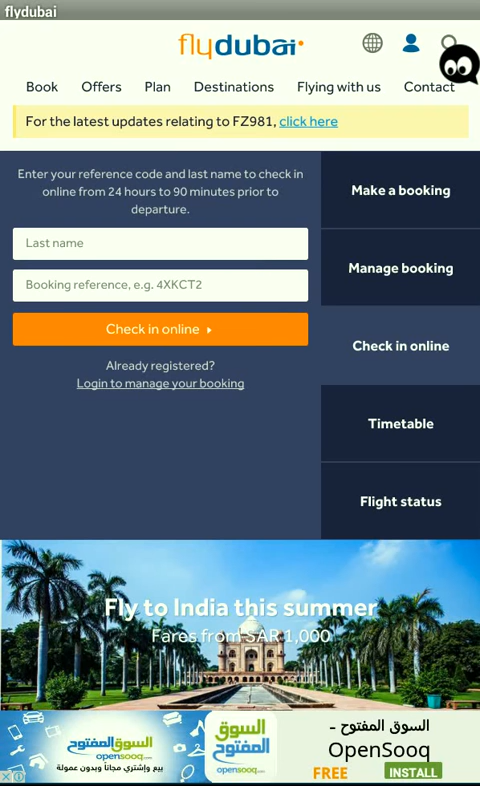 flydubai
flydubai
Book Offers Plan Destinations Flying with us Contact
For the latest updates relating to FZ981, click here
Enter your reference code and last name to check in
online from 24 hours to 90 minutes prior to
departure.
Last name
Booking reference, e.g. 4XKCT2
Check in online
Already registered?
Login to manage your booking
Make a booking
Manage booking
Check in online
Timetable
Flight status
Fly to India this summer
Fares from SAR 1,000
السوق المفتوح
opensooq.com
بيع وإشتري مجاناً وبدون عمولة
السوق
المفتوح
opensooq.com
السوق المفتوح -
OpenSooq
FREE
INSTALL